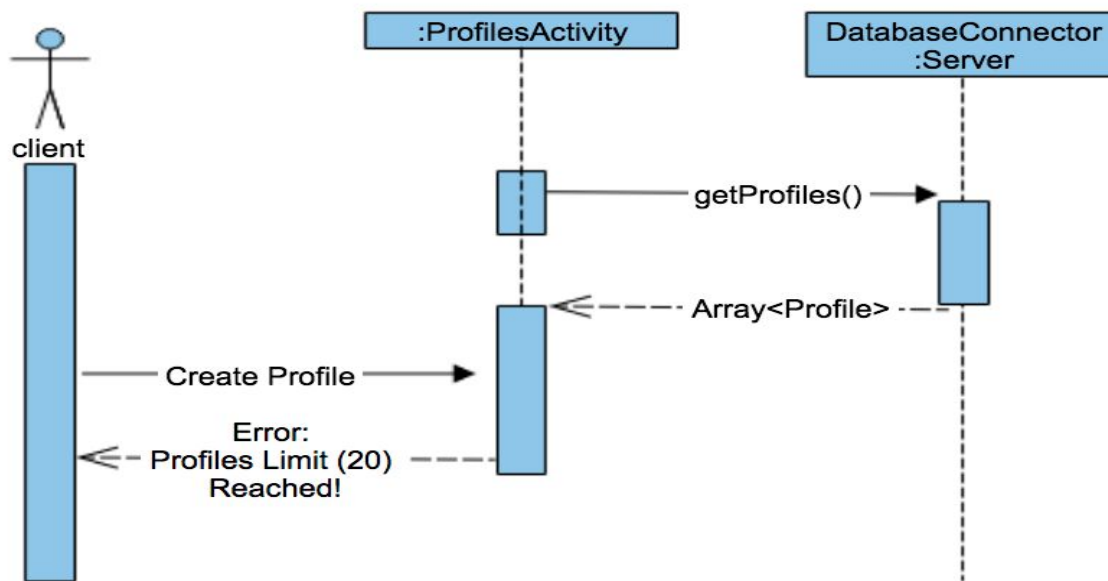 :ProfilesActivity
DatabaseConnector
:Server
client
getProfiles()
Array<Profile>
Create Profile
Error:
Profiles Limit (20)
Reached!